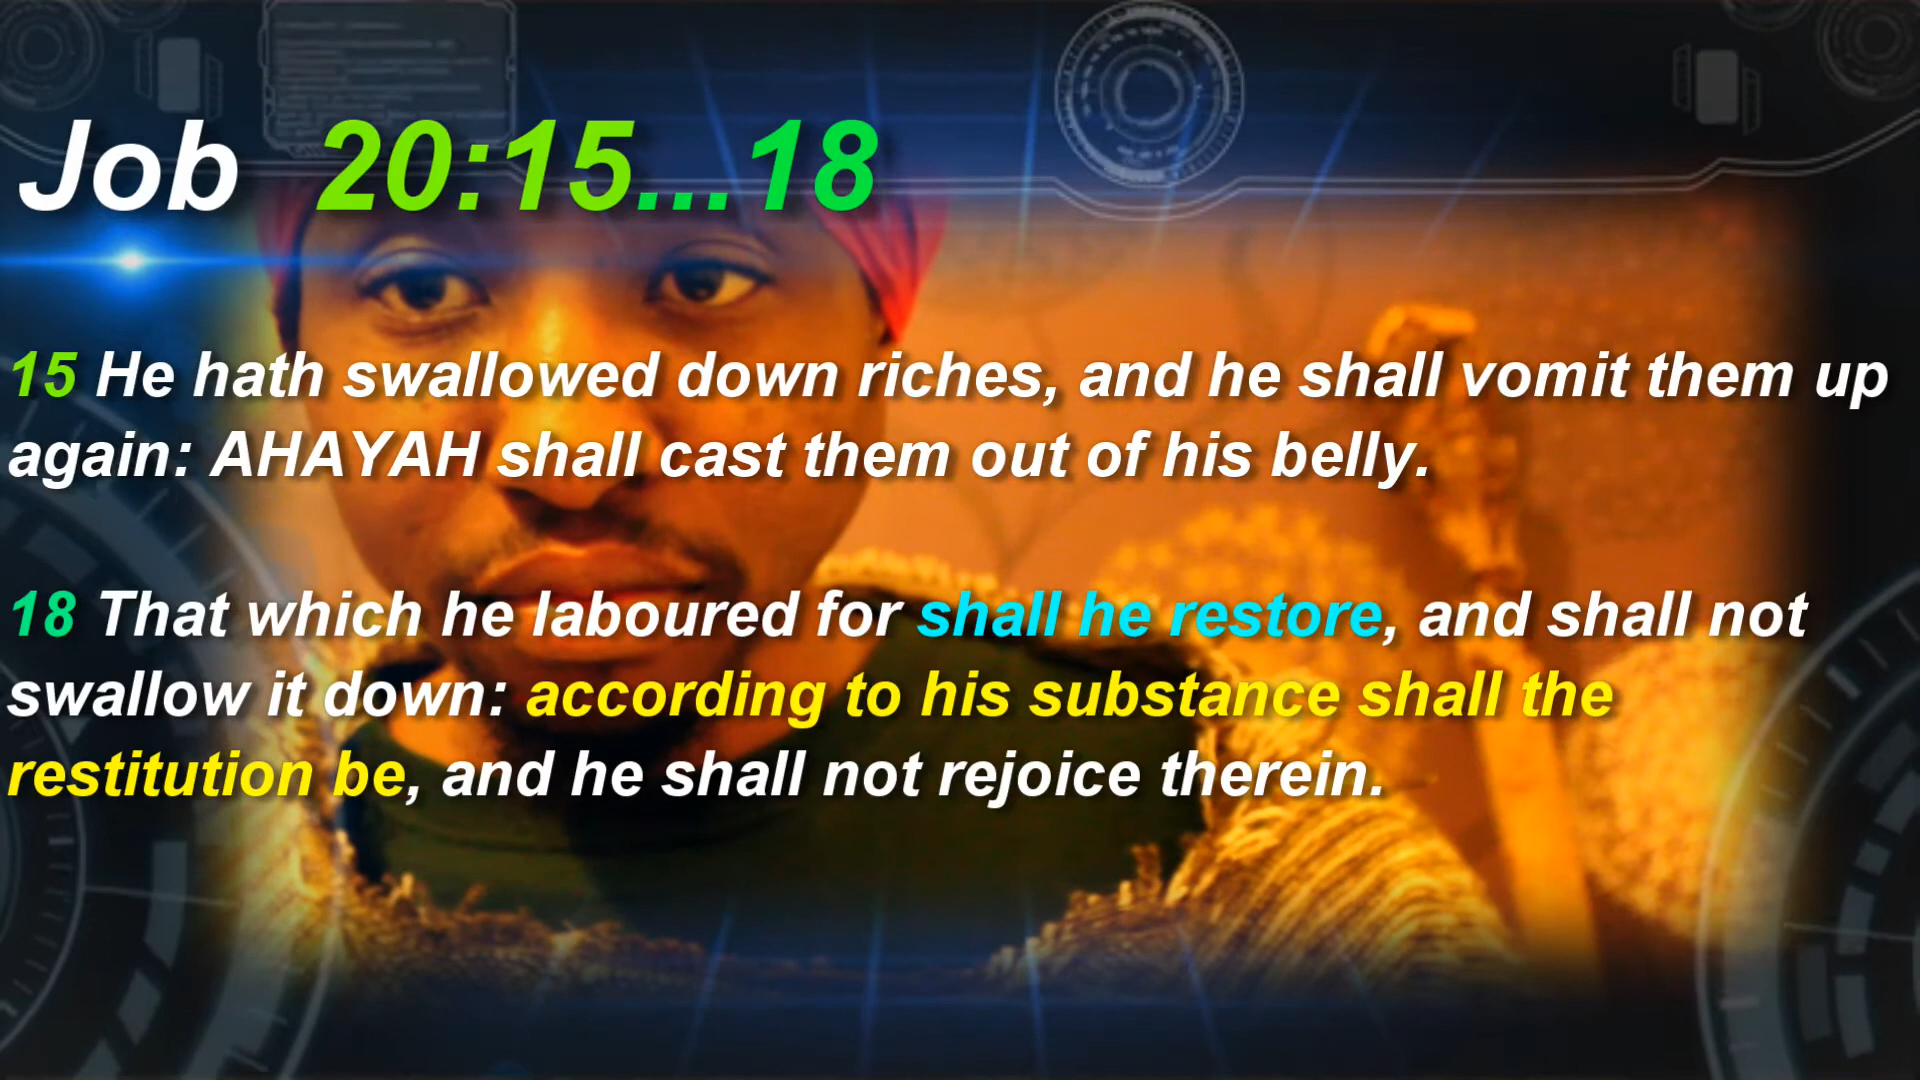 Job 20:15...18
15 He hath swallowed down riches, and he shall vomit them up
again: AHAYAH shall cast them out of his belly.
18 That which he laboured for shall he restore, and shall not
swallow it down: according to his substance shall the
restitution be, and he shall not rejoice therein.